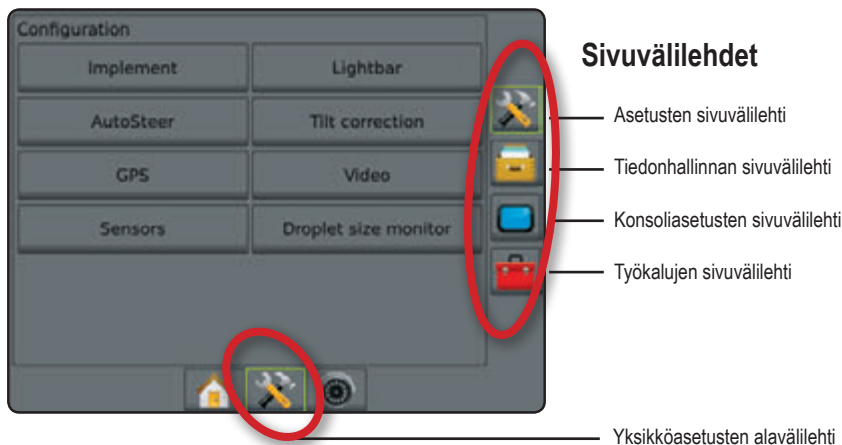 Configuration
Implement
Lightbar
AutoSteer
Tilt correction
GPS
Video
Sensors
Droplet size monitor
Sivuvälilehdet
Asetusten sivuvälilehti
Tiedonhallinnan sivuvälilehti
Konsoliasetusten sivuvälilehti
Työkalujen sivuvälilehti
Yksikköasetusten alavälilehti